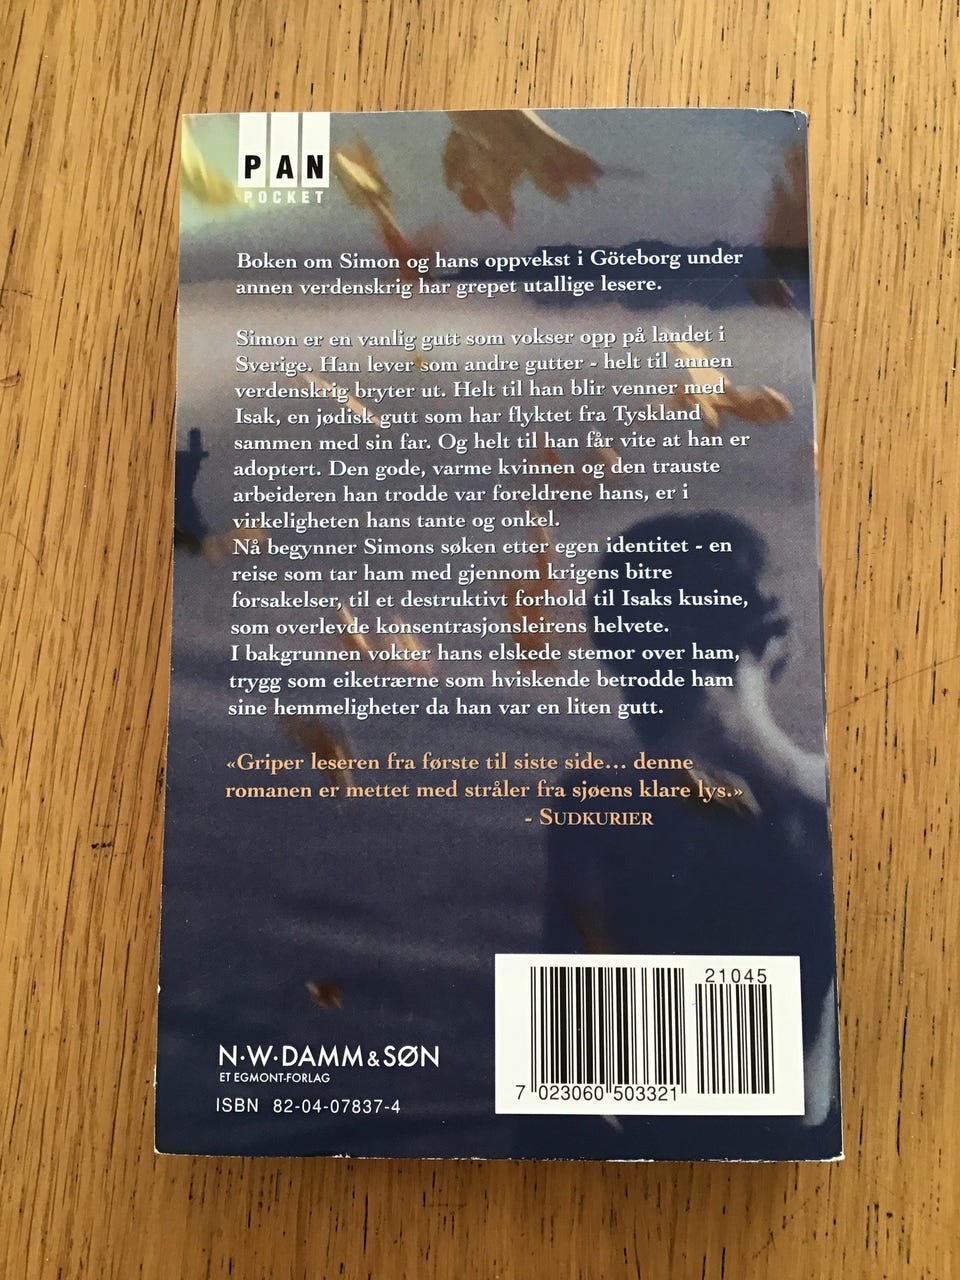 PAN
POCKET
Boken om Simon og hans oppvekst i Göteborg under
annen verdenskrig har grepet utallige lesere.
Simon er en vanlig gutt som vokser opp på landet i
Sverige. Han lever som andre gutter - helt til annen
verdenskrig bryter ut. Helt til han blir venner med
Isak, en jødisk gutt som har flyktet fra Tyskland
sammen med sin far. Og helt til han får vite at han er
adoptert. Den gode, varme kvinnen og den trauste
arbeideren han trodde var foreldrene hans, er i
virkeligheten hans tante og onkel.
Nå begynner Simons søken etter egen identitet - en
reise som tar ham med gjennom krigens bitre
forsakelser, til et destruktivt forhold til Isaks kusine,
som overlevde konsentrasjonsleirens helvete.
I bakgrunnen vokter hans elskede stemor over ham,
trygg som eiketrærne som hviskende betrodde ham
sine hemmeligheter da han var en liten gutt.
«Griper leseren fra første til siste side... denne
romanen er mettet med stråler fra sjøens klare lys.»
- SUDKURIER
21045
N·W·DAMM & SØN
ET EGMONT-FORLAG
ISBN 82-04-07837-4
7 023060 503321